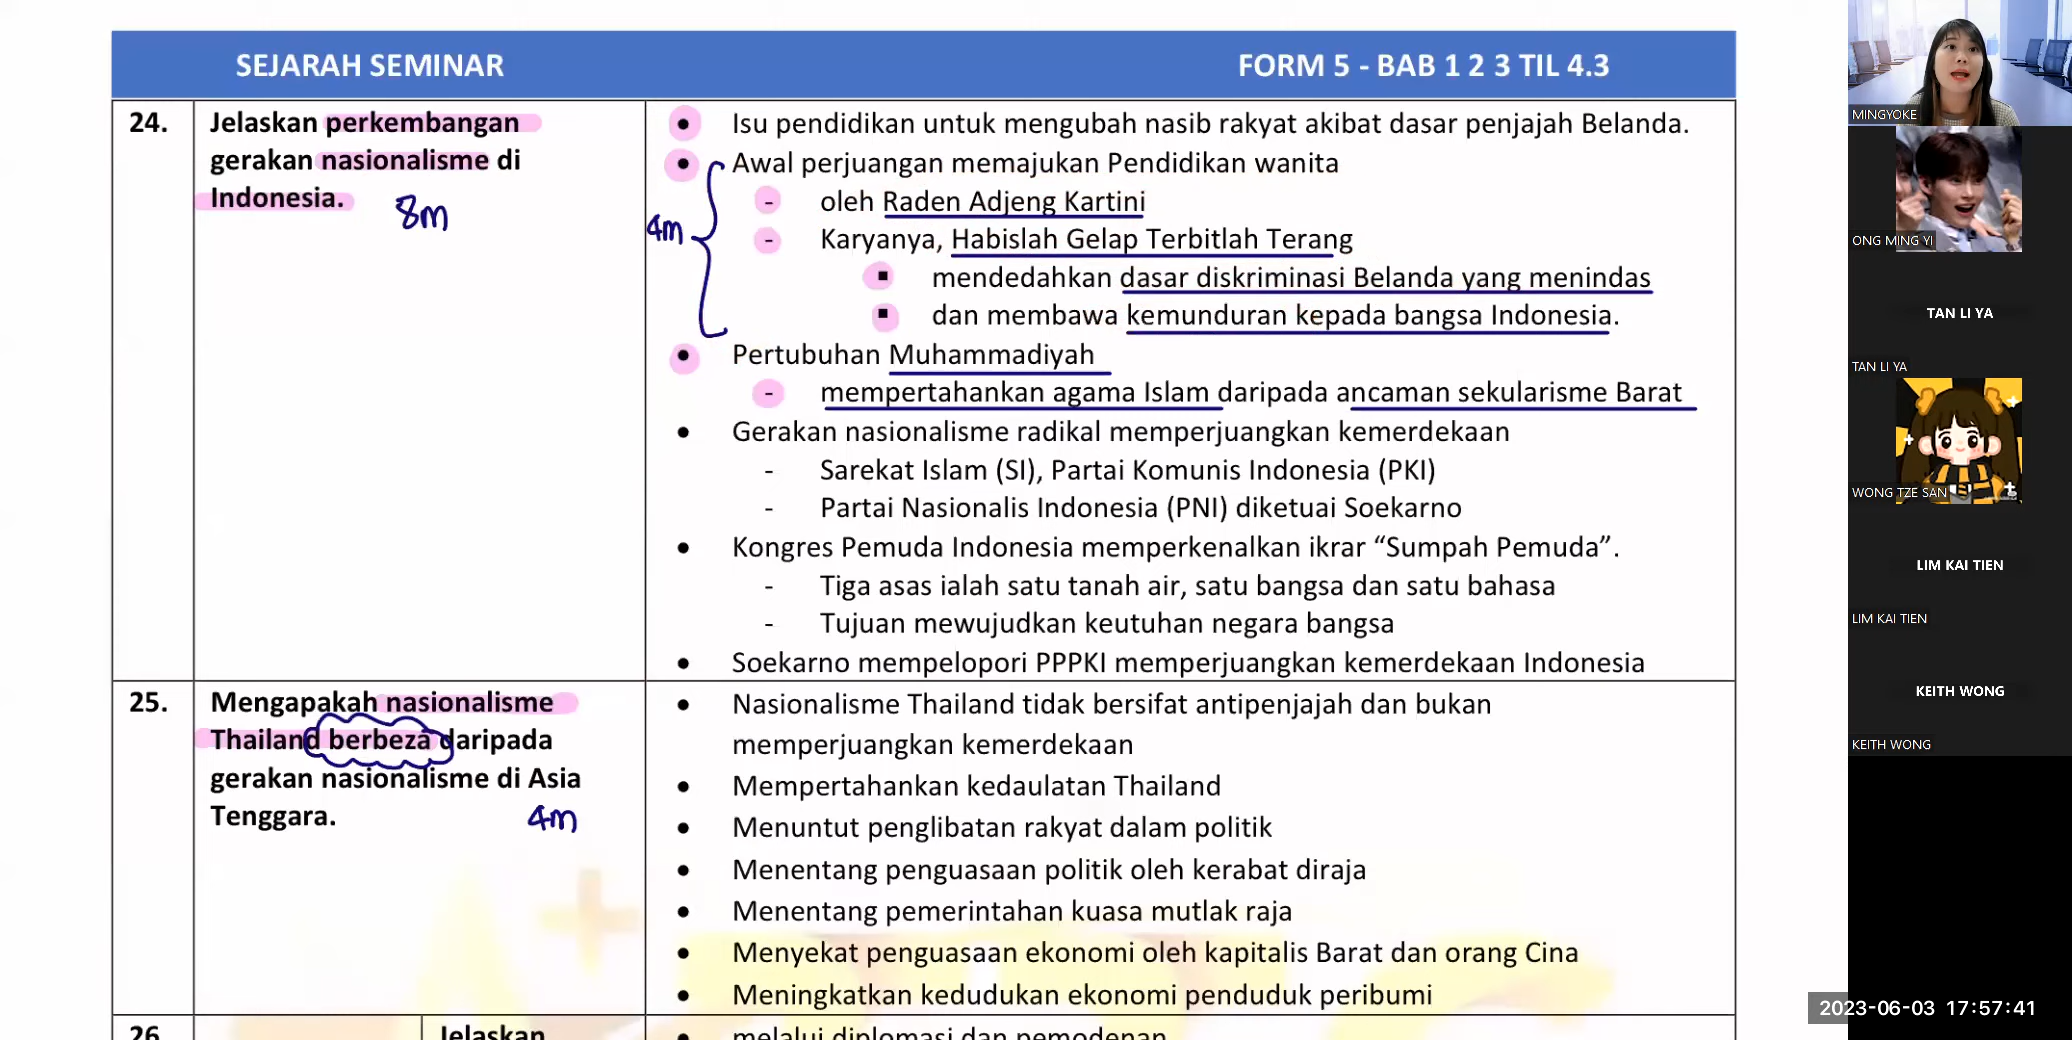 SEJARAH SEMINAR
FORM 5 - BAB 1 2 3 TIL 4.3
24.
Jelaskan perkembangan
gerakan nasionalisme di
Indonesia.
8m
• Isu pendidikan untuk mengubah nasib rakyat akibat dasar penjajah Belanda.
• Awal perjuangan memajukan Pendidikan wanita
- oleh Raden Adjeng Kartini
4m
- Karyanya, Habislah Gelap Terbitlah Terang
▪ mendedahkan dasar diskriminasi Belanda yang menindas
▪ dan membawa kemunduran kepada bangsa Indonesia.
• Pertubuhan Muhammadiyah
- mempertahankan agama Islam daripada ancaman sekularisme Barat
• Gerakan nasionalisme radikal memperjuangkan kemerdekaan
- Sarekat Islam (SI), Partai Komunis Indonesia (PKI)
- Partai Nasionalis Indonesia (PNI) diketuai Soekarno
• Kongres Pemuda Indonesia memperkenalkan ikrar “Sumpah Pemuda”.
- Tiga asas ialah satu tanah air, satu bangsa dan satu bahasa
- Tujuan mewujudkan keutuhan negara bangsa
• Soekarno mempelopori PPPKI memperjuangkan kemerdekaan Indonesia
25.
Mengapakah nasionalisme
Thailand berbeza daripada
gerakan nasionalisme di Asia
Tenggara.
4m
• Nasionalisme Thailand tidak bersifat antipenjajah dan bukan
memperjuangkan kemerdekaan
• Mempertahankan kedaulatan Thailand
• Menuntut penglibatan rakyat dalam politik
• Menentang penguasaan politik oleh kerabat diraja
• Menentang pemerintahan kuasa mutlak raja
• Menyekat penguasaan ekonomi oleh kapitalis Barat dan orang Cina
• Meningkatkan kedudukan ekonomi penduduk peribumi
26
Jelaskan
• melalui diplomasi dan pemodenan
MINGYOKE
ONG MING YI
TAN LI YA
TAN LI YA
WONG TZE SAN
LIM KAI TIEN
LIM KAI TIEN
KEITH WONG
KEITH WONG
2023-06-03 17:57:41